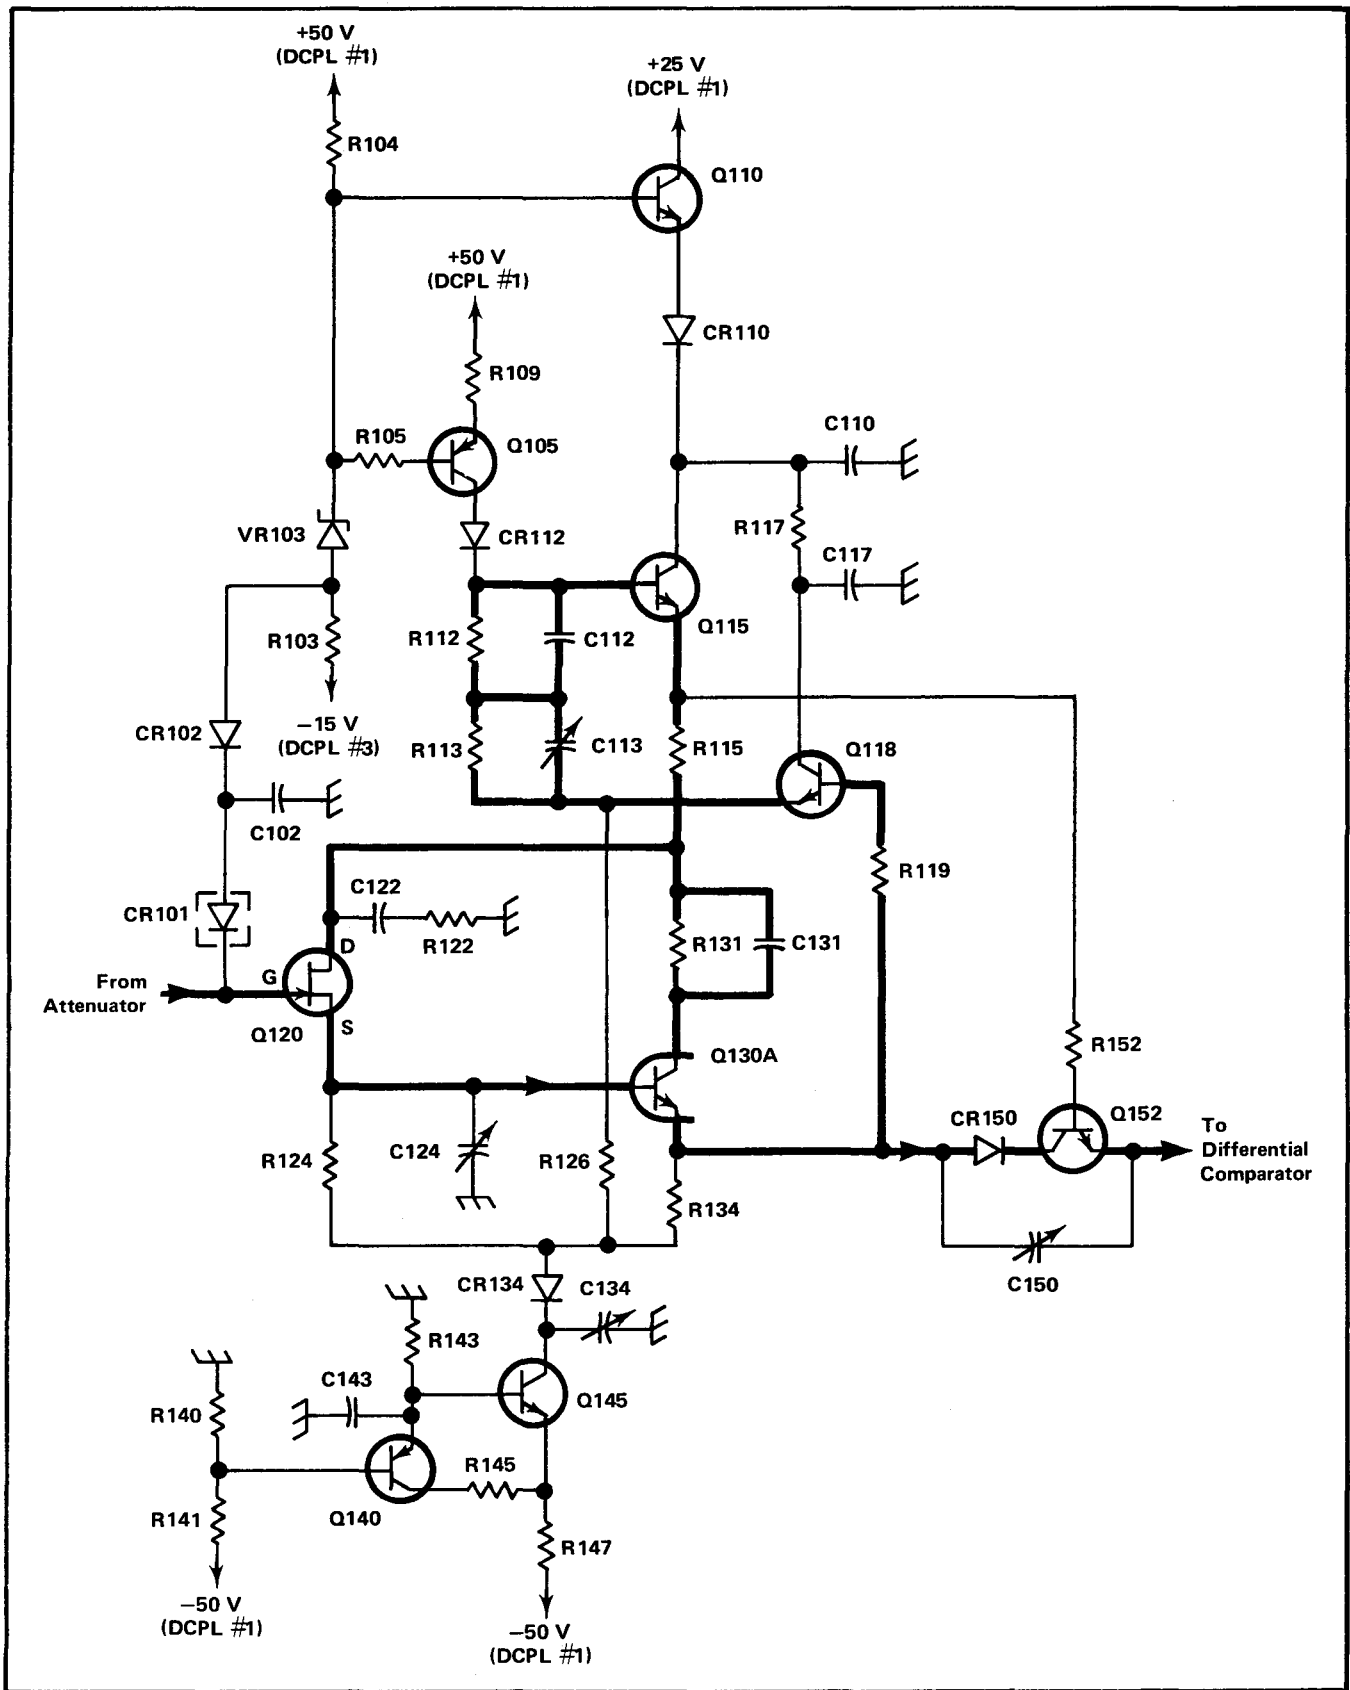 +50 V
(DCPL #1)
+25 V
(DCPL #1)
R104
Q110
+50 V
(DCPL #1)
CR110
R109
C110
R105
Q105
R117
VR103
CR112
C117
R103
R112
C112
Q115
CR102
−15 V
(DCPL #3)
R113
C113
R115
Q118
C102
R119
C122
CR101
R122
R131
C131
D
From
Attenuator
G
Q120
S
Q130A
R152
CR150
Q152
To
Differential
Comparator
R124
C124
R126
R134
CR134
C134
C150
R143
C143
Q145
R140
R145
R141
Q140
R147
−50 V
(DCPL #1)
−50 V
(DCPL #1)